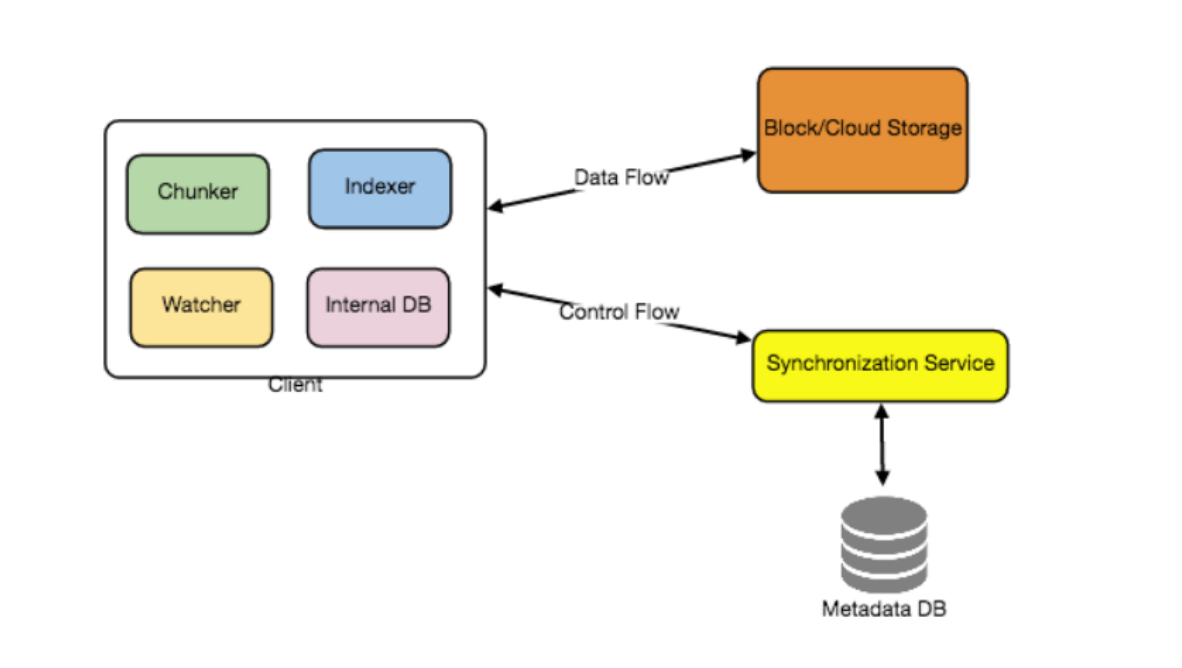 Block/Cloud Storage
Chunker
Indexer
Data Flow
Watcher
Internal DB
Control Flow
Client
Synchronization Service
Metadata DB